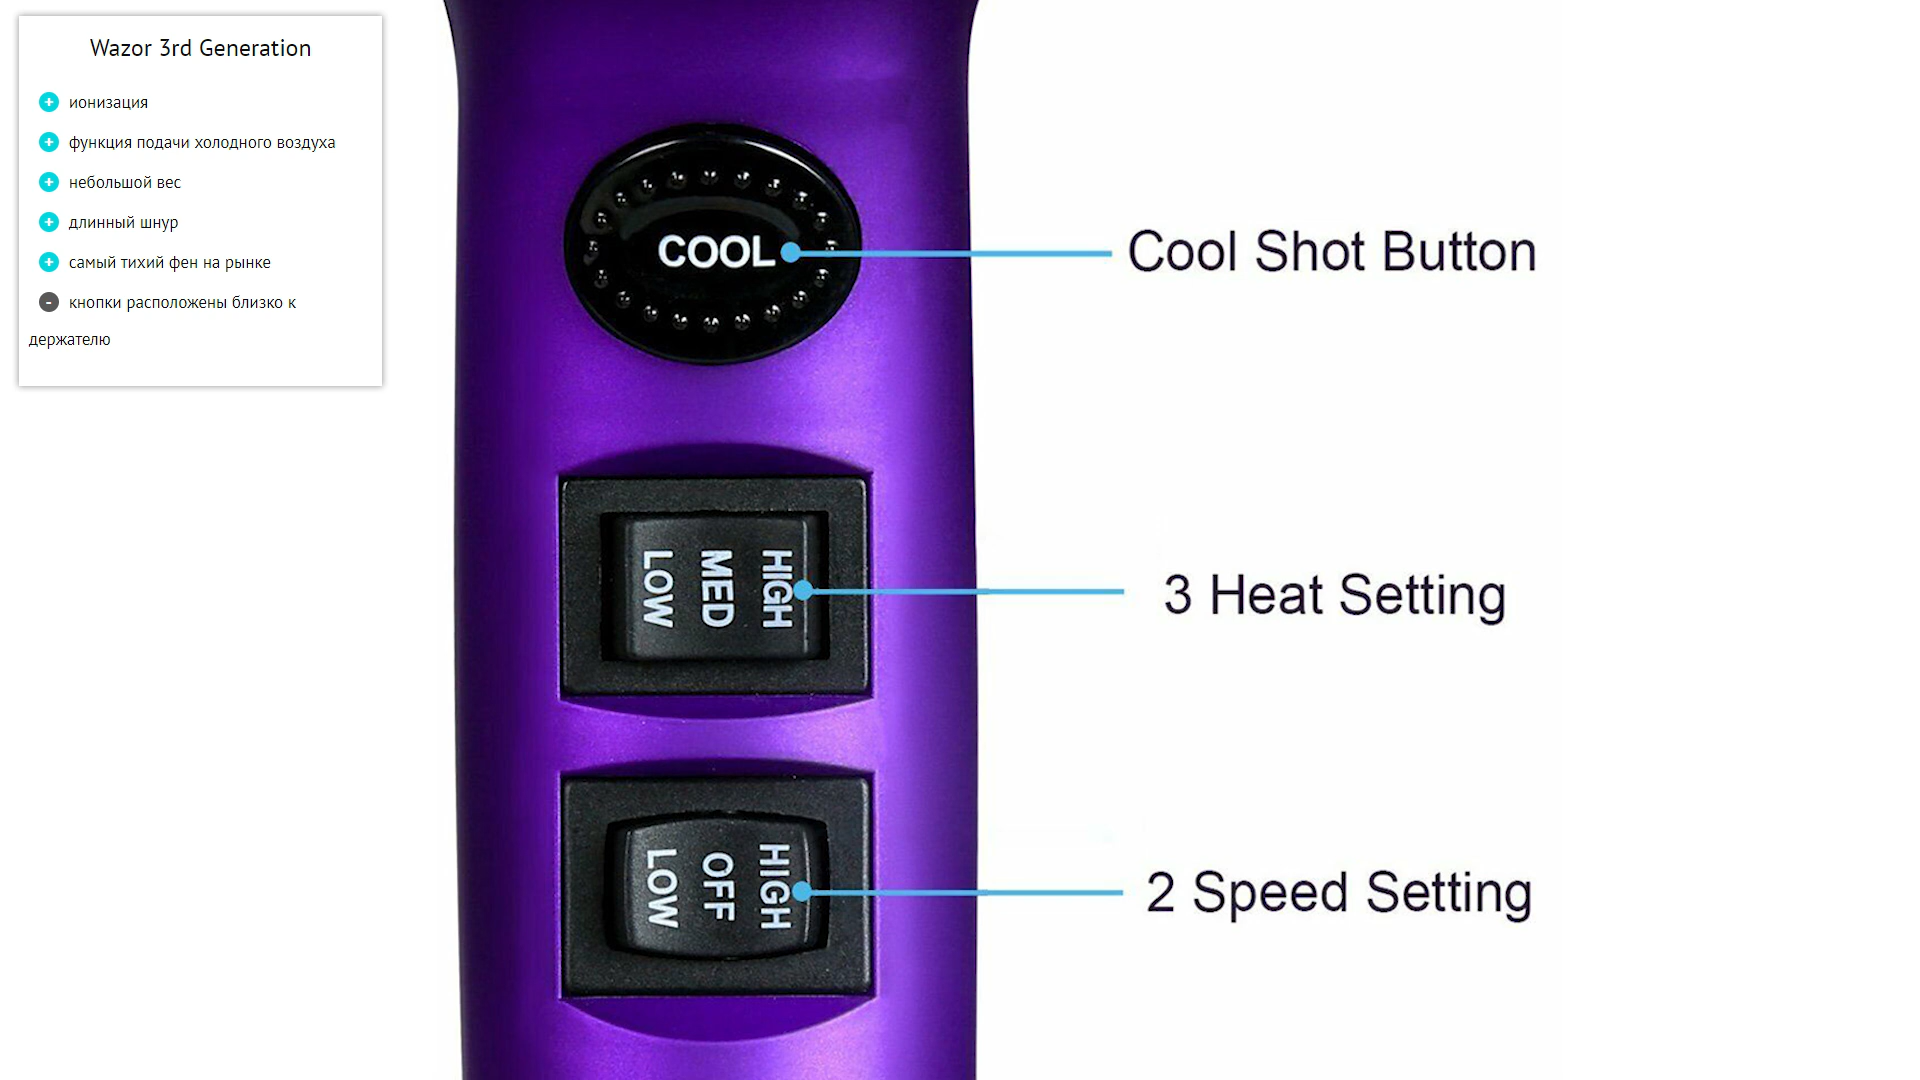 Wazor 3rd Generation
+ ионизация
+ функция подачи холодного воздуха
+ небольшой вес
+ длинный шнур
+ самый тихий фен на рынке
- кнопки расположены близко к
держателю
COOL
Cool Shot Button
HIGH
MED
LOW
3 Heat Setting
HIGH
OFF
LOW
2 Speed Setting